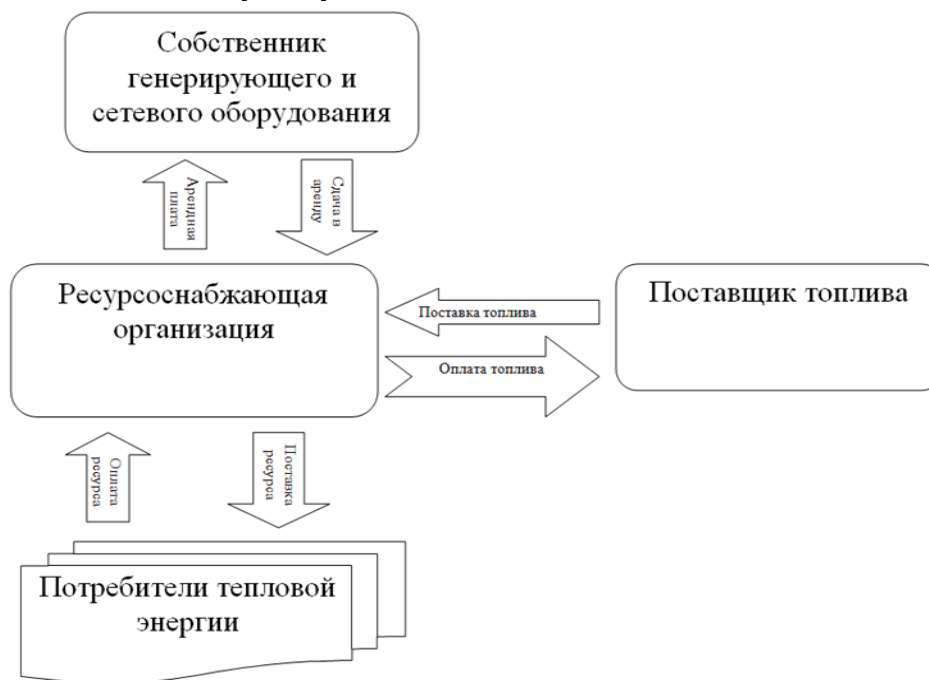 Собственник
генерирующего и
сетевого оборудования
Арендная
плата
Сдача в
аренду
Ресурсоснабжающая
организация
Поставка топлива
Оплата топлива
Поставщик топлива
Оплата
ресурса
Поставка
ресурса
Потребители тепловой
энергии